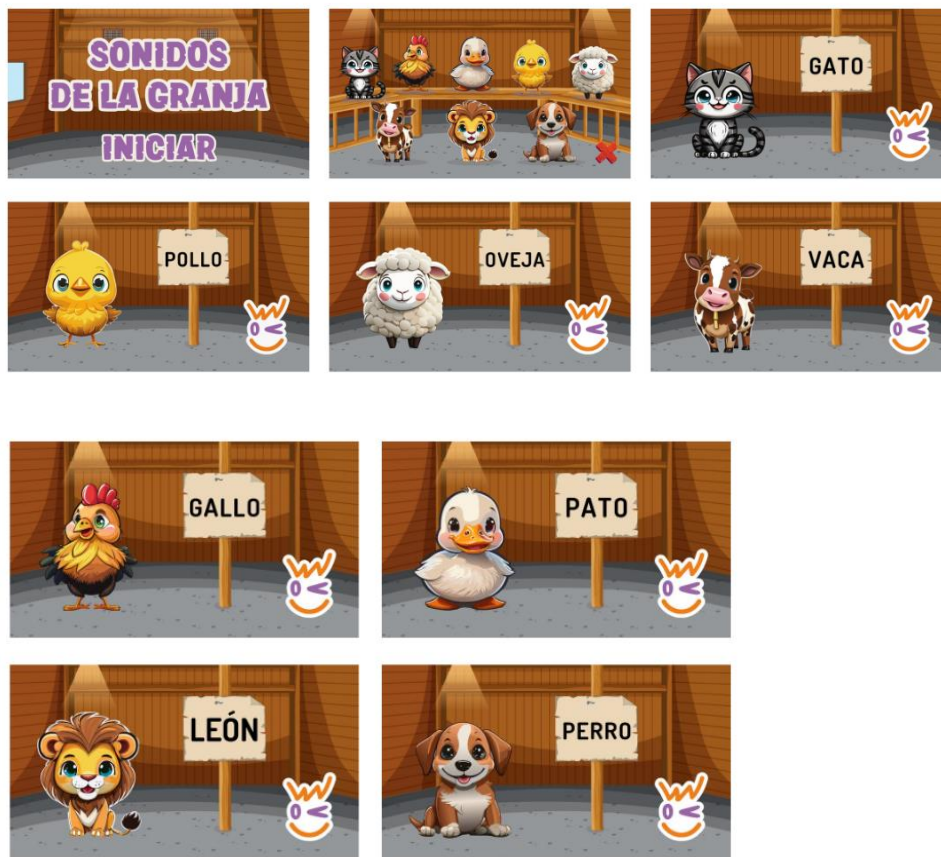 SONIDOS
DE LA GRANJA
INICIAR
GATO
POLLO
OVEJA
VACA
GALLO
PATO
LEÓN
PERRO